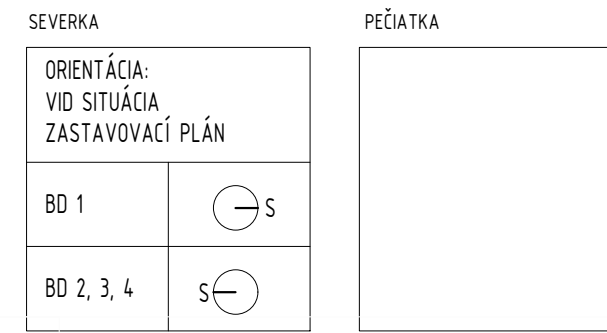 SEVERKA
PEČIATKA
ORIENTÁCIA:
VID SITUÁCIA
ZASTAVOVACÍ PLÁN
BD 1
S
BD 2, 3, 4
S